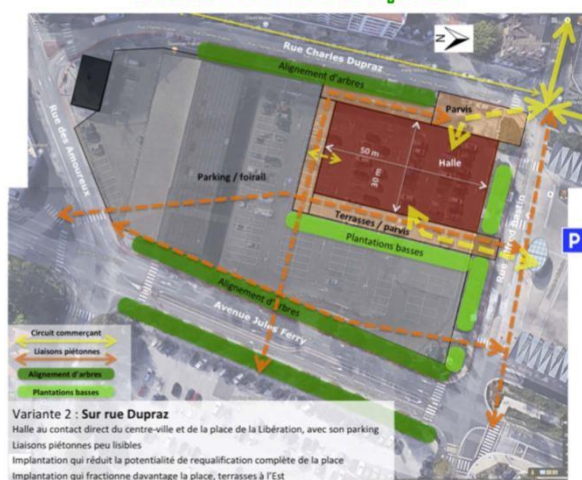 Rue Charles Dupraz
Alignement d'arbres
N
Parvis
Rue des Amoureux
50 m
Halle
30 m
Parking / foirail
Terrasses / parvis
Plantations basses
Rue
P
Alignement d'arbres
Avenue Jules Ferry
Circuit commerçant
Liaisons piétonnes
Alignement d'arbres
Plantations basses
Variante 2 : Sur rue Dupraz
Halle au contact direct du centre-ville et de la place de la Libération, avec son parking
Liaisons piétonnes peu lisibles
Implantation qui réduit la potentialité de requalification complète de la place
Implantation qui fractionne davantage la place, terrasses à l'Est